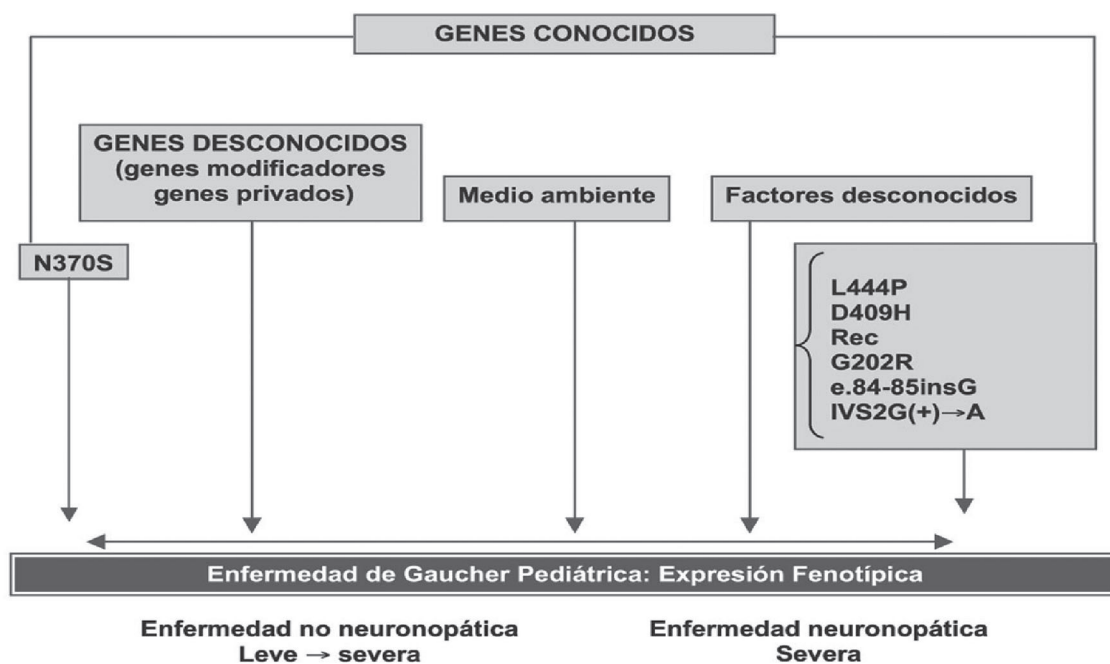 GENES CONOCIDOS
GENES DESCONOCIDOS
(genes modificadores
genes privados)
Medio ambiente
Factores desconocidos
N370S
L444P
D409H
Rec
G202R
e.84-85insG
IVS2G(+)→A
Enfermedad de Gaucher Pediátrica: Expresión Fenotípica
Enfermedad no neuronopática
Leve → severa
Enfermedad neuronopática
Severa